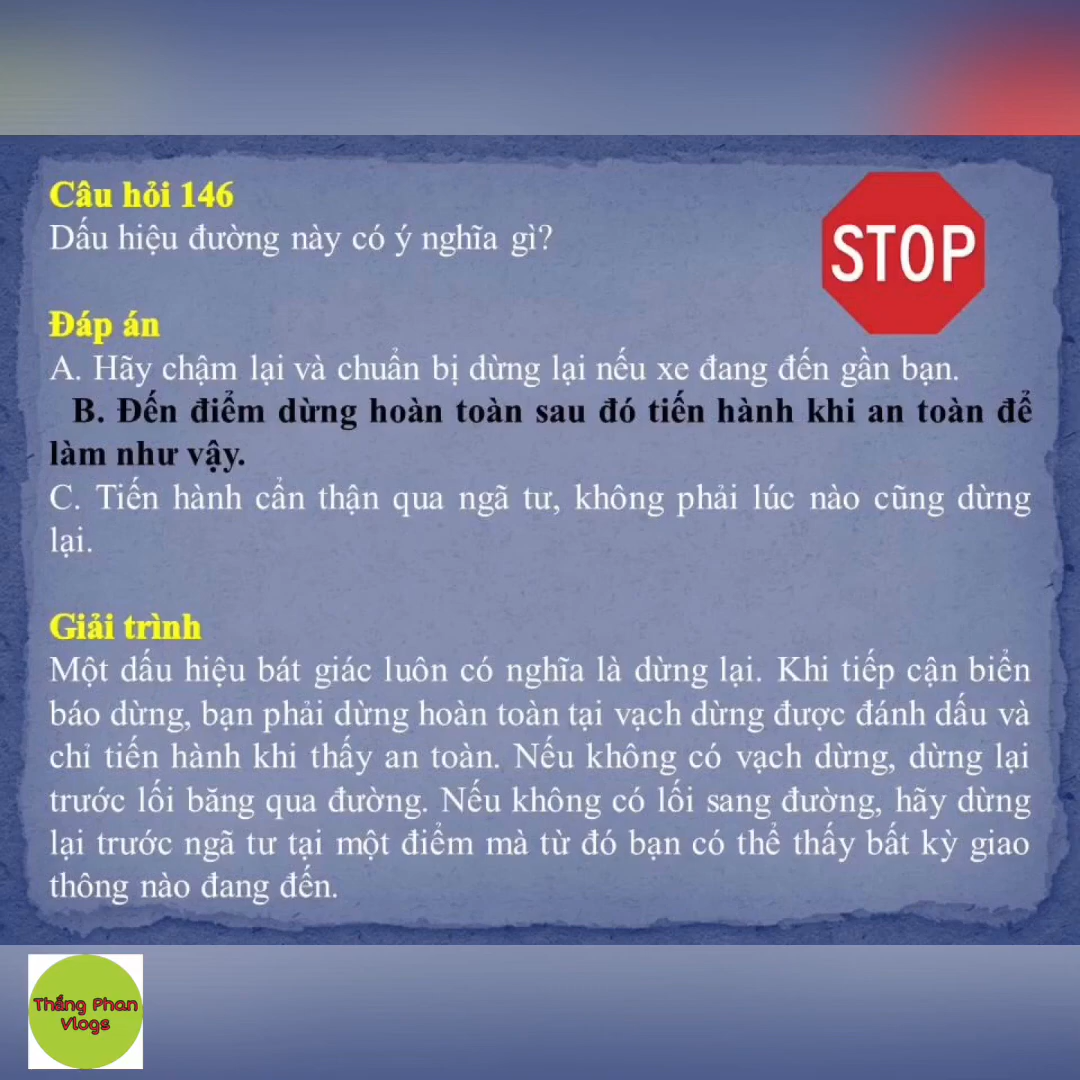 Câu hỏi 146
Dấu hiệu đường này có ý nghĩa gì?
STOP
Đáp án
A. Hãy chậm lại và chuẩn bị dừng lại nếu xe đang đến gần bạn.
B. Đến điểm dừng hoàn toàn sau đó tiến hành khi an toàn để
làm như vậy.
C. Tiến hành cẩn thận qua ngã tư, không phải lúc nào cũng dừng
lại.
Giải trình
Một dấu hiệu bát giác luôn có nghĩa là dừng lại. Khi tiếp cận biển
báo dừng, bạn phải dừng hoàn toàn tại vạch dừng được đánh dấu và
chỉ tiến hành khi thấy an toàn. Nếu không có vạch dừng, dừng lại
trước lối băng qua đường. Nếu không có lối sang đường, hãy dừng
lại trước ngã tư tại một điểm mà từ đó bạn có thể thấy bất kỳ giao
thông nào đang đến.
Thắng Phan
Vlogs